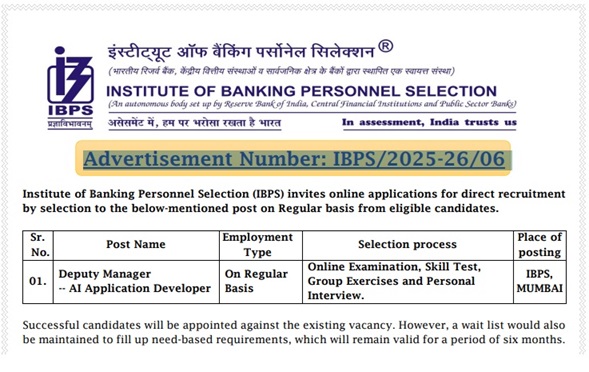 इंस्टीट्यूट ऑफ बैंकिंग पर्सोनेल सिलेक्शन ®
(भारतीय रिजर्व बैंक, केंद्रीय वित्तीय संस्थाओं व सार्वजनिक क्षेत्र के बैंकों द्वारा स्थापित एक स्वायत्त संस्था)
INSTITUTE OF BANKING PERSONNEL SELECTION
(An autonomous body set up by Reserve Bank of India, Central Financial Institutions and Public Sector Banks)
IBPS
प्रज्ञाविभावनम्
असेसमेंट में, हम पर भरोसा रखता है भारत In assessment, India trusts us
Advertisement Number: IBPS/2025-26/06
Institute of Banking Personnel Selection (IBPS) invites online applications for direct recruitment
by selection to the below-mentioned post on Regular basis from eligible candidates.
Sr. No. Post Name Employment Type Selection process Place of posting
01. Deputy Manager -- AI Application Developer On Regular Basis Online Examination, Skill Test, Group Exercises and Personal Interview. IBPS, MUMBAI
Successful candidates will be appointed against the existing vacancy. However, a wait list would also
be maintained to fill up need-based requirements, which will remain valid for a period of six months.